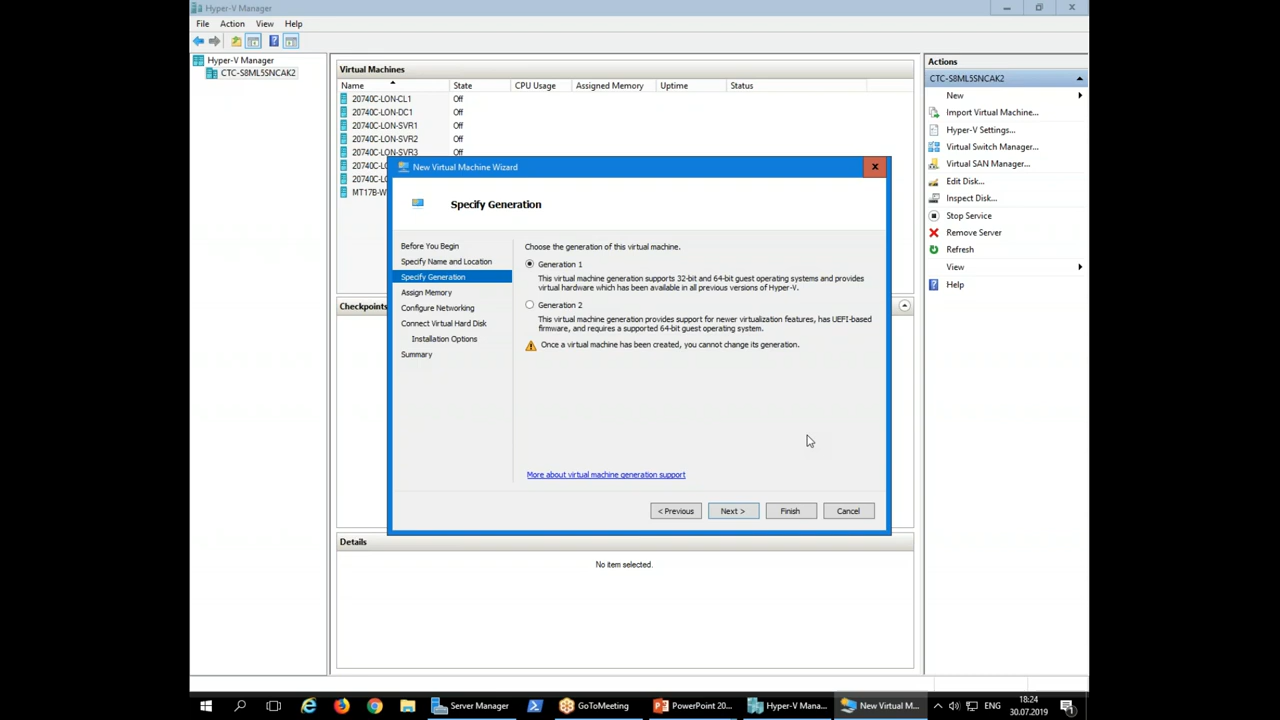 Hyper-V Manager
File Action View Help
Hyper-V Manager
CTC-S8ML5SNCAK2
Virtual Machines
Name State CPU Usage Assigned Memory Uptime Status
20740C-LON-CL1 Off
20740C-LON-DC1 Off
20740C-LON-SVR1 Off
20740C-LON-SVR2 Off
20740C-LON-SVR3 Off
20740C-LO
20740C-LO
MT17B-W
Checkpoints
New Virtual Machine Wizard
Specify Generation
Before You Begin
Specify Name and Location
Specify Generation
Assign Memory
Configure Networking
Connect Virtual Hard Disk
Installation Options
Summary
Choose the generation of this virtual machine.
Generation 1
This virtual machine generation supports 32-bit and 64-bit guest operating systems and provides
virtual hardware which has been available in all previous versions of Hyper-V.
Generation 2
This virtual machine generation provides support for newer virtualization features, has UEFI-based
firmware, and requires a supported 64-bit guest operating system.
Once a virtual machine has been created, you cannot change its generation.
More about virtual machine generation support
< Previous Next > Finish Cancel
Details
No item selected.
Actions
CTC-S8ML5SNCAK2
New
Import Virtual Machine...
Hyper-V Settings...
Virtual Switch Manager...
Virtual SAN Manager...
Edit Disk...
Inspect Disk...
Stop Service
Remove Server
Refresh
View
Help
Server Manager GoToMeeting PowerPoint 20... Hyper-V Mana... New Virtual M... ENG 18:24
30.07.2019